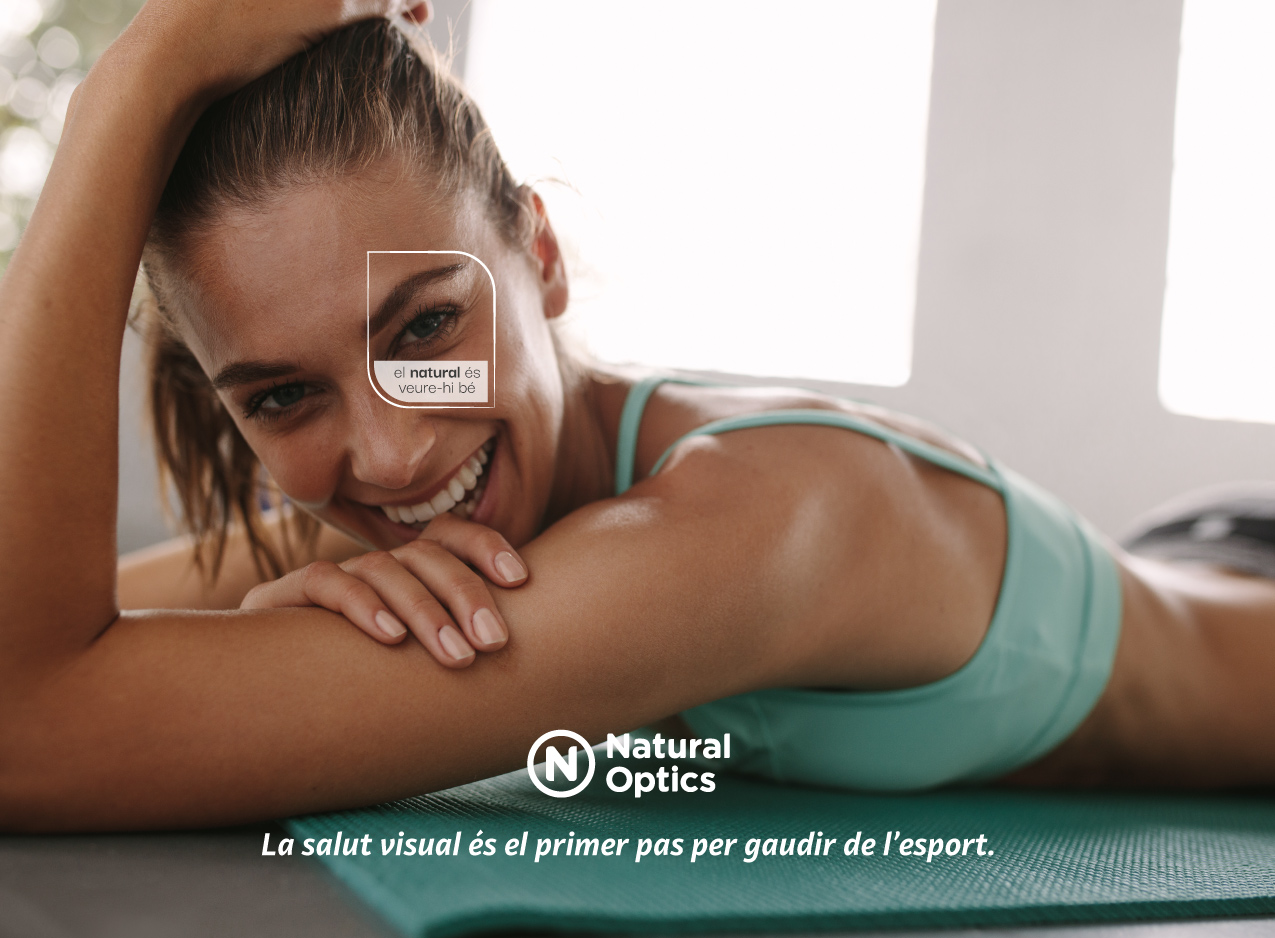 el natural és
veure-hi bé
Natural
Optics
La salut visual és el primer pas per gaudir de l'esport.